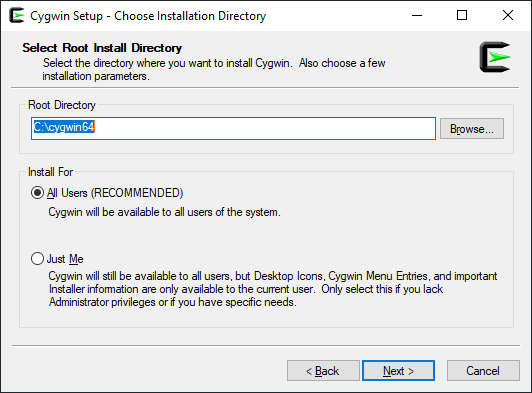 Cygwin Setup - Choose Installation Directory
Select Root Install Directory
Select the directory where you want to install Cygwin. Also choose a few
installation parameters.
Root Directory
C:\cygwin64
Browse...
Install For
All Users (RECOMMENDED)
Cygwin will be available to all users of the system.
Just Me
Cygwin will still be available to all users, but Desktop Icons, Cygwin Menu Entries, and important
Installer information are only available to the current user. Only select this if you lack
Administrator privileges or if you have specific needs.
< Back
Next >
Cancel